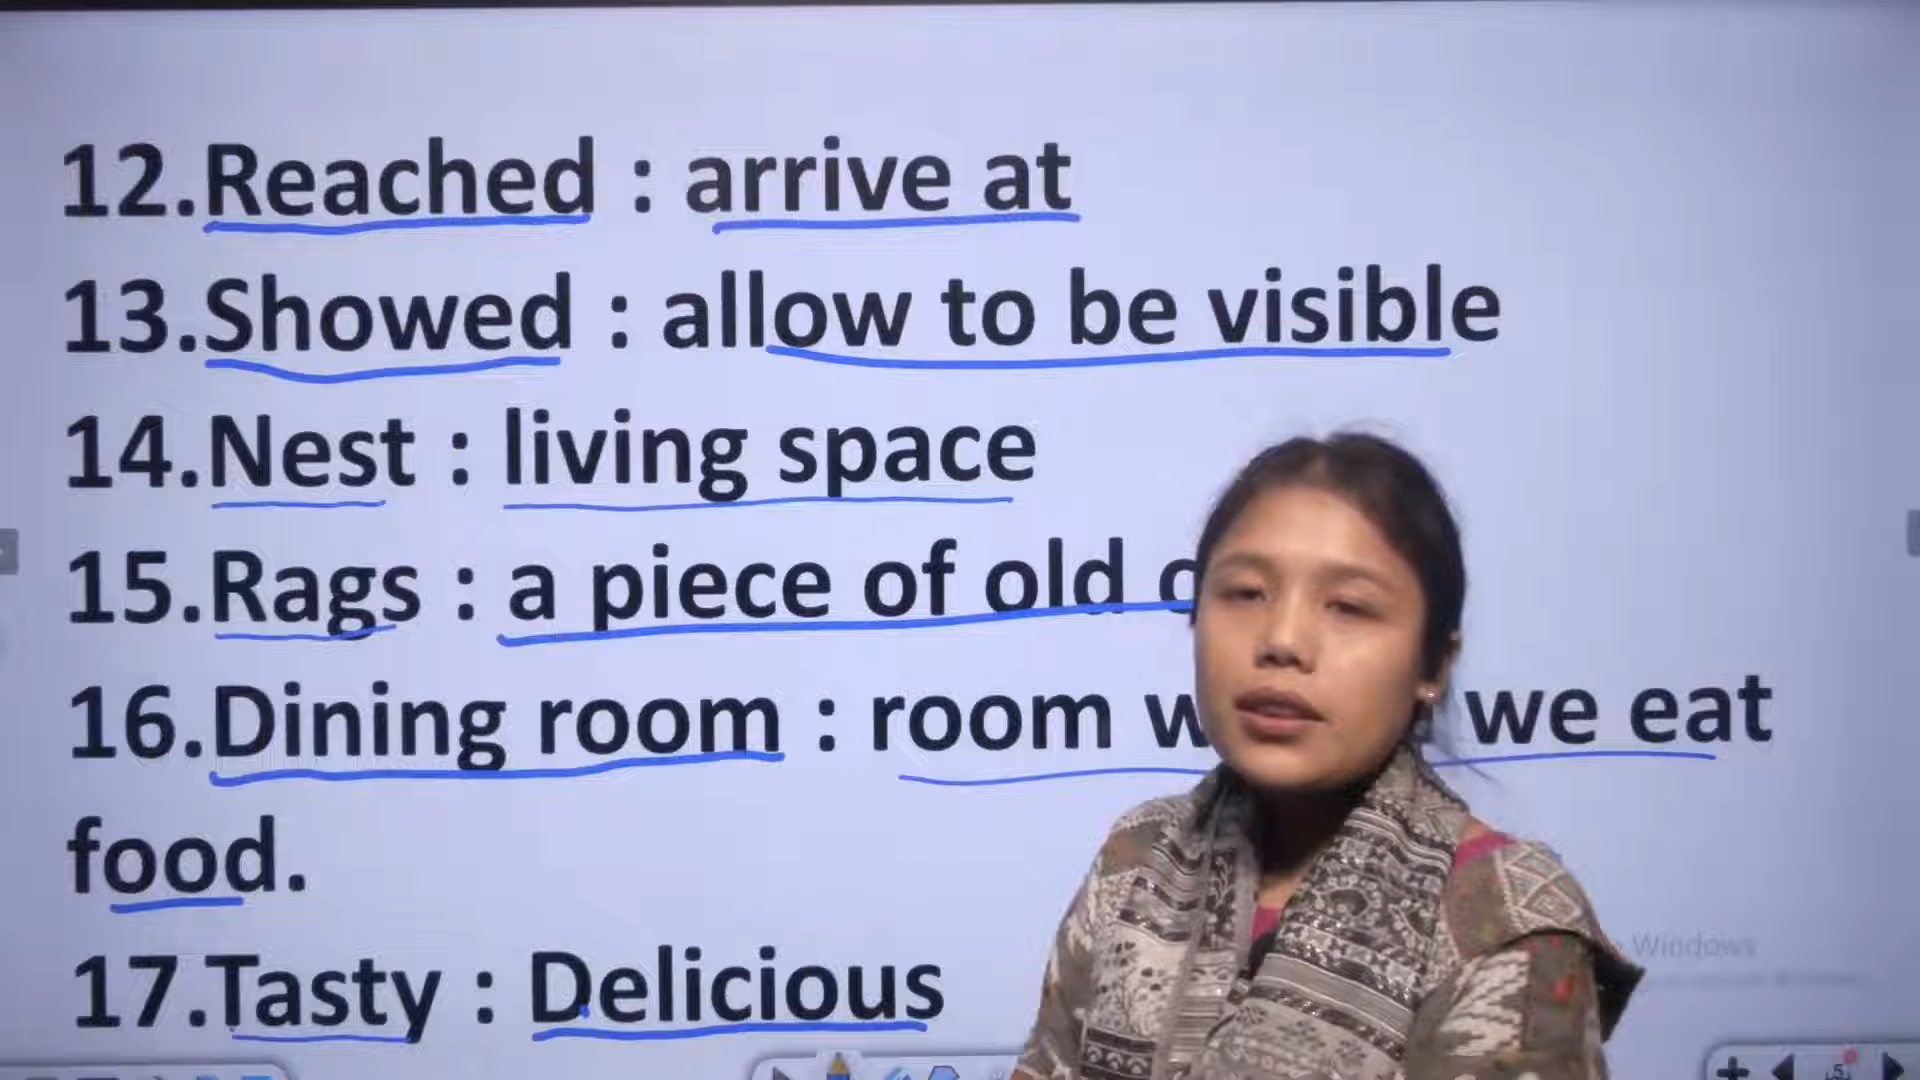 12.Reached : arrive at
13.Showed : allow to be visible
14.Nest : living space
15.Rags : a piece of old
16.Dining room : room we eat
food.
17.Tasty : Delicious
Windows